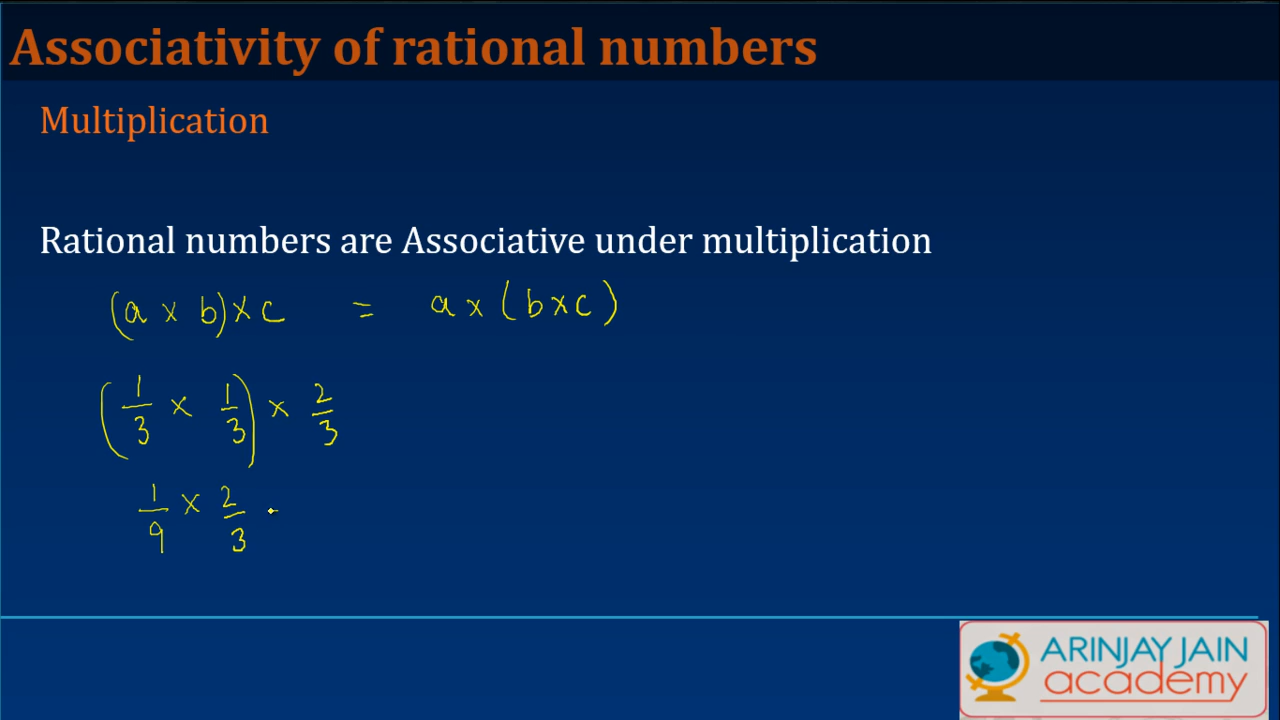 Associativity of rational numbers
Multiplication
Rational numbers are Associative under multiplication
(a × b) × c = a × (b × c)
(1/3 × 1/3) × 2/3
1/9 × 2/3
ARINJAY JAIN
academy